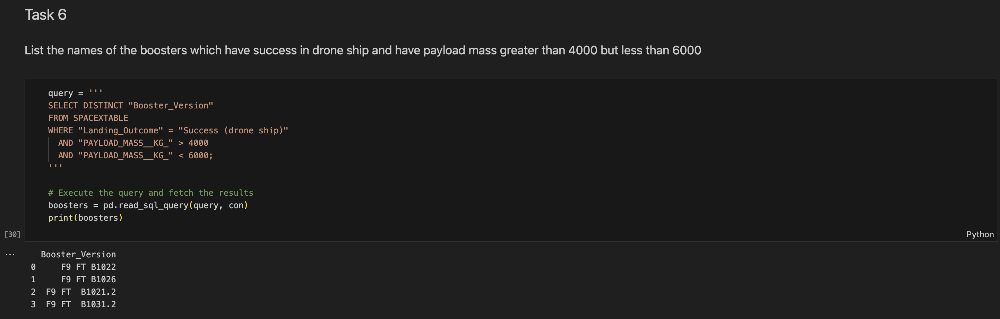 Task 6
List the names of the boosters which have success in drone ship and have payload mass greater than 4000 but less than 6000
query = '''
SELECT DISTINCT "Booster_Version"
FROM SPACEXTABLE
WHERE "Landing_Outcome" = "Success (drone ship)"
  AND "PAYLOAD_MASS__KG_" > 4000
  AND "PAYLOAD_MASS__KG_" < 6000;
'''
# Execute the query and fetch the results
boosters = pd.read_sql_query(query, con)
print(boosters)
[30]
Python
...
  Booster_Version
0     F9 FT B1022
1     F9 FT B1026
2  F9 FT  B1021.2
3  F9 FT  B1031.2